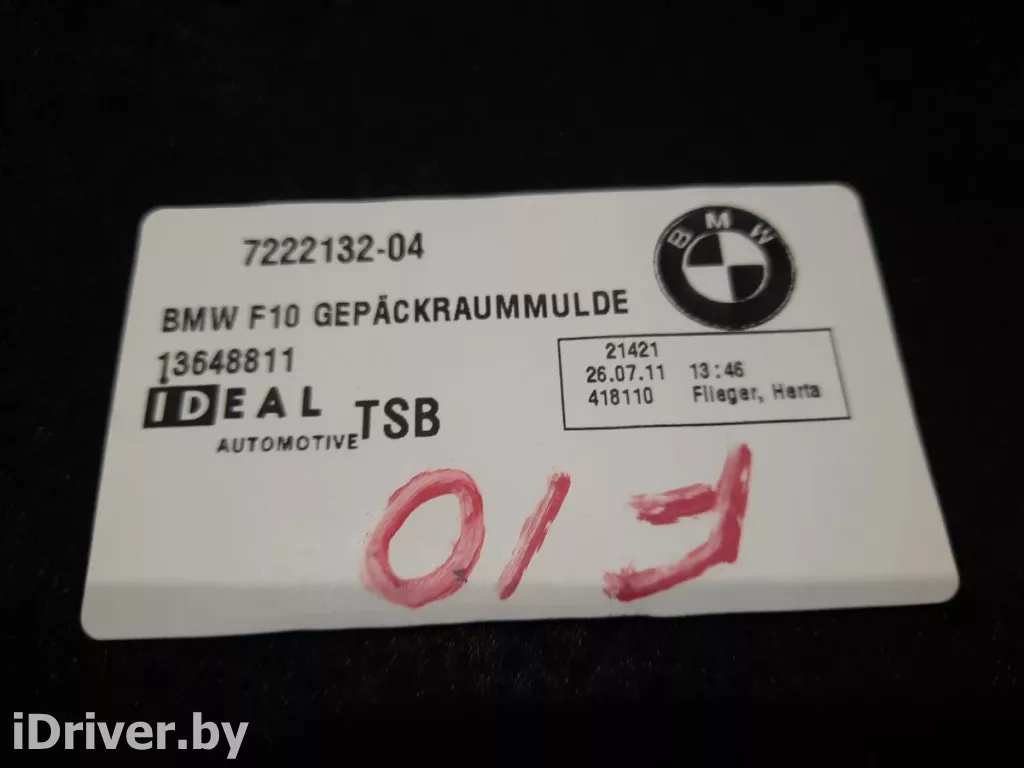 7222132-04
BMW
BMW F10 GEPÄCKRAUMMULDE
13648811
IDEAL
AUTOMOTIVE
TSB
21421
26.07.11 13:46
418110 Flieger, Herta
F10
iDriver.by